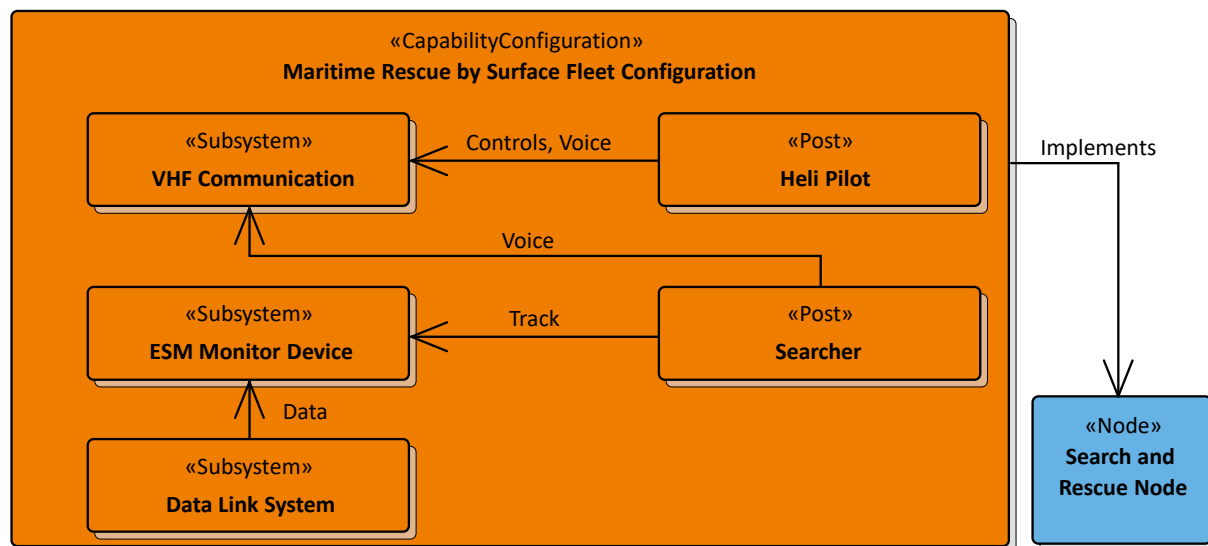 «CapabilityConfiguration»
Maritime Rescue by Surface Fleet Configuration
«Subsystem»
VHF Communication
Controls, Voice
«Post»
Heli Pilot
Implements
Voice
«Subsystem»
ESM Monitor Device
Track
«Post»
Searcher
Data
«Subsystem»
Data Link System
«Node»
Search and
Rescue Node